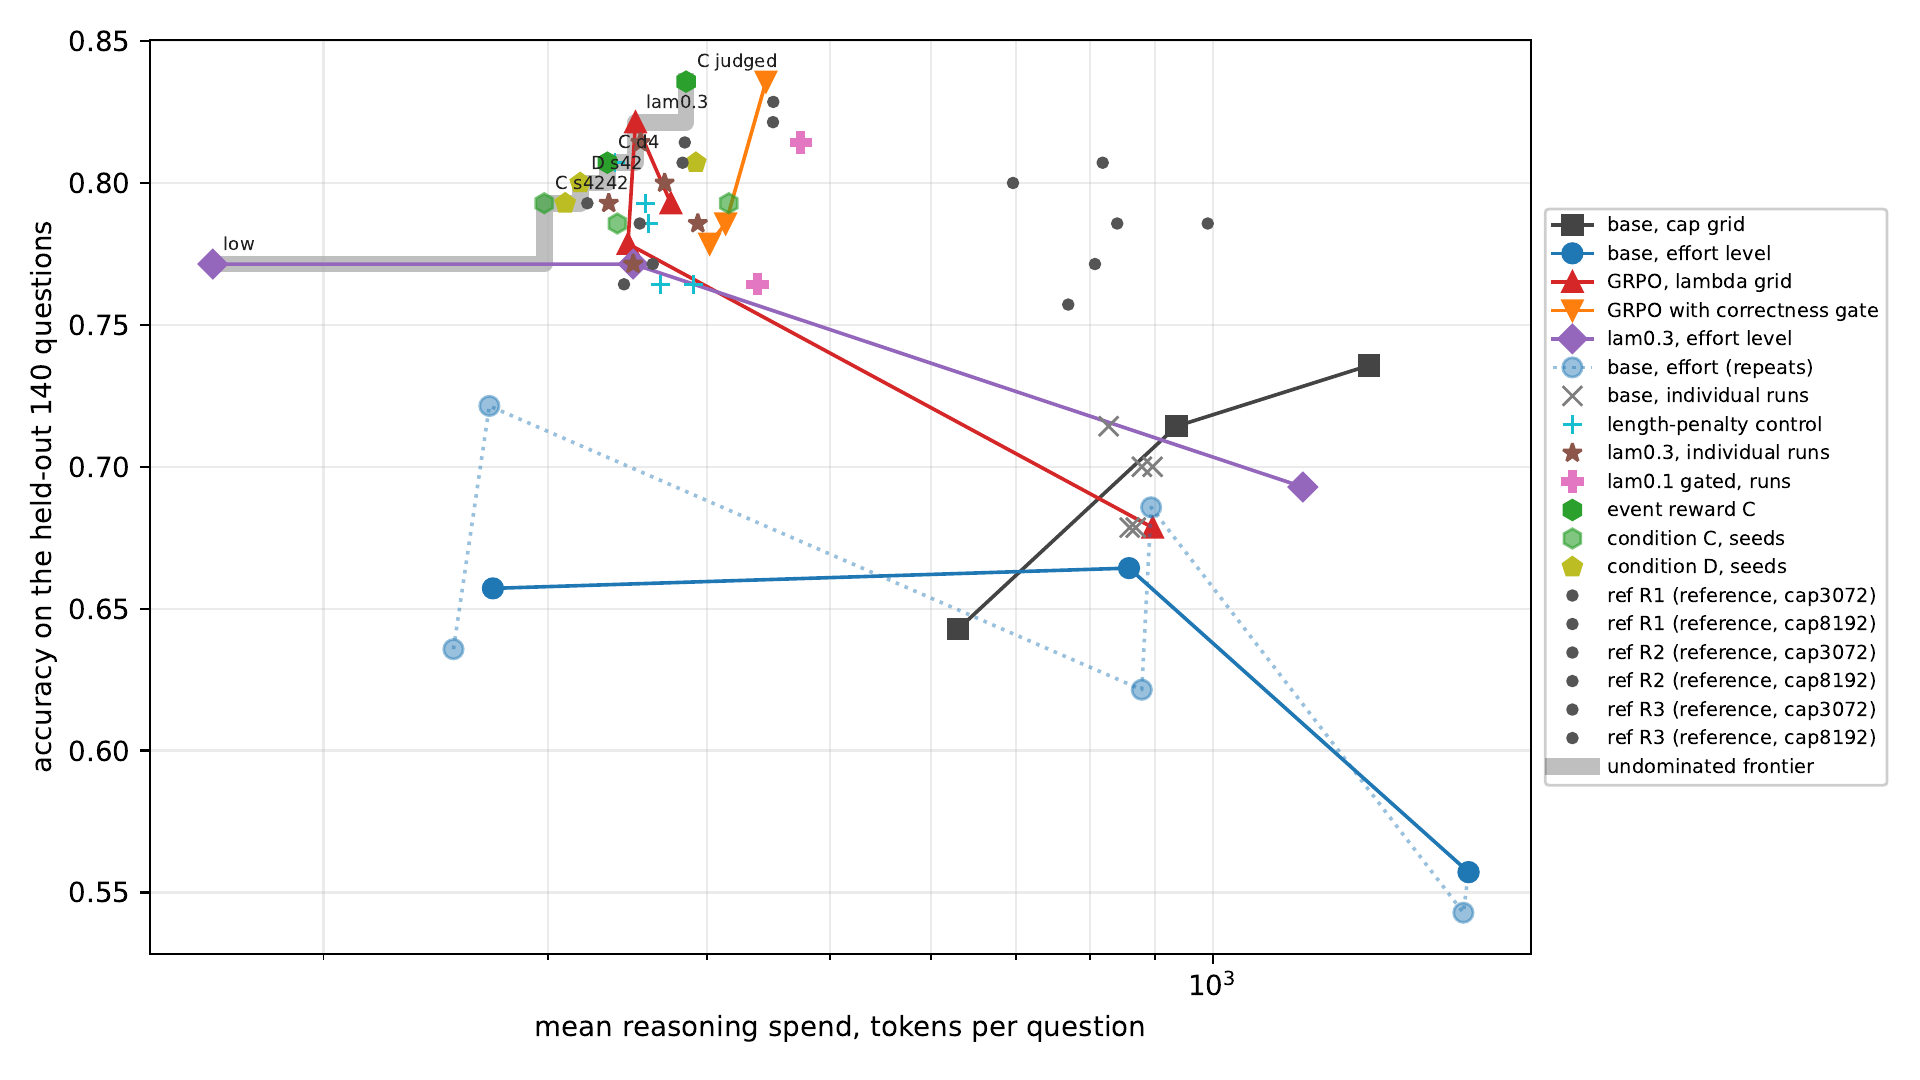 0.85
0.80
0.75
0.70
0.65
0.60
0.55
accuracy on the held-out 140 questions
C judged
lam0.3
C d4
D s42
C s4242
low
10^3
mean reasoning spend, tokens per question
base, cap grid
base, effort level
GRPO, lambda grid
GRPO with correctness gate
lam0.3, effort level
base, effort (repeats)
base, individual runs
length-penalty control
lam0.3, individual runs
lam0.1 gated, runs
event reward C
condition C, seeds
condition D, seeds
ref R1 (reference, cap3072)
ref R1 (reference, cap8192)
ref R2 (reference, cap3072)
ref R2 (reference, cap8192)
ref R3 (reference, cap3072)
ref R3 (reference, cap8192)
undominated frontier